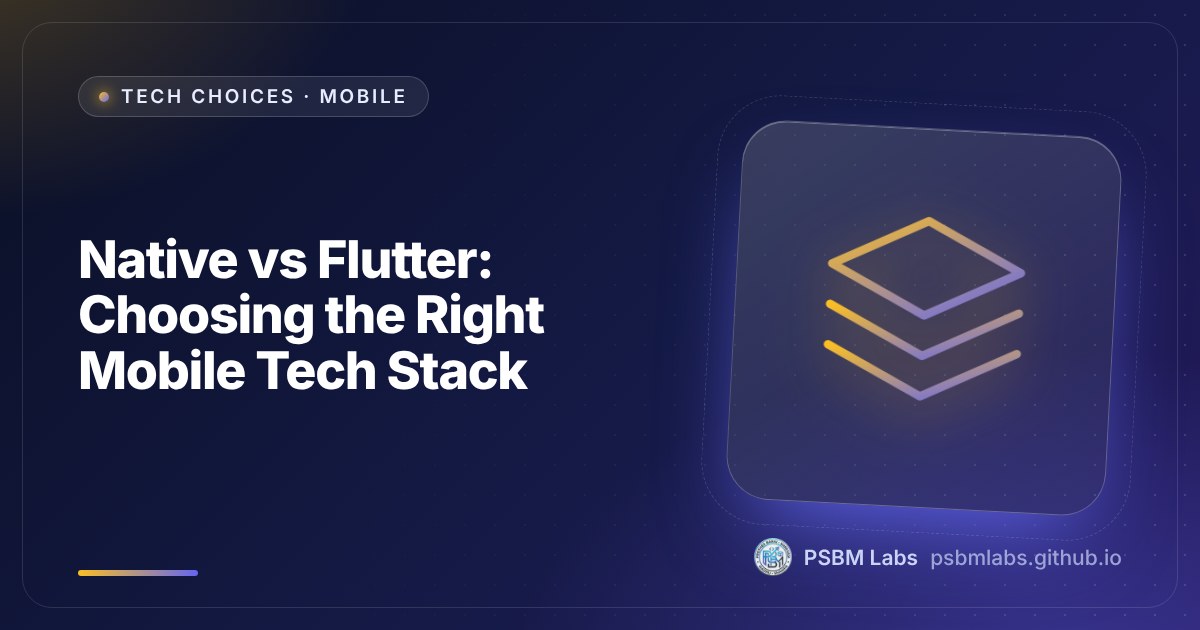 TECH CHOICES · MOBILE
Native vs Flutter:
Choosing the Right
Mobile Tech Stack
PSBM Labs psbmlabs.github.io